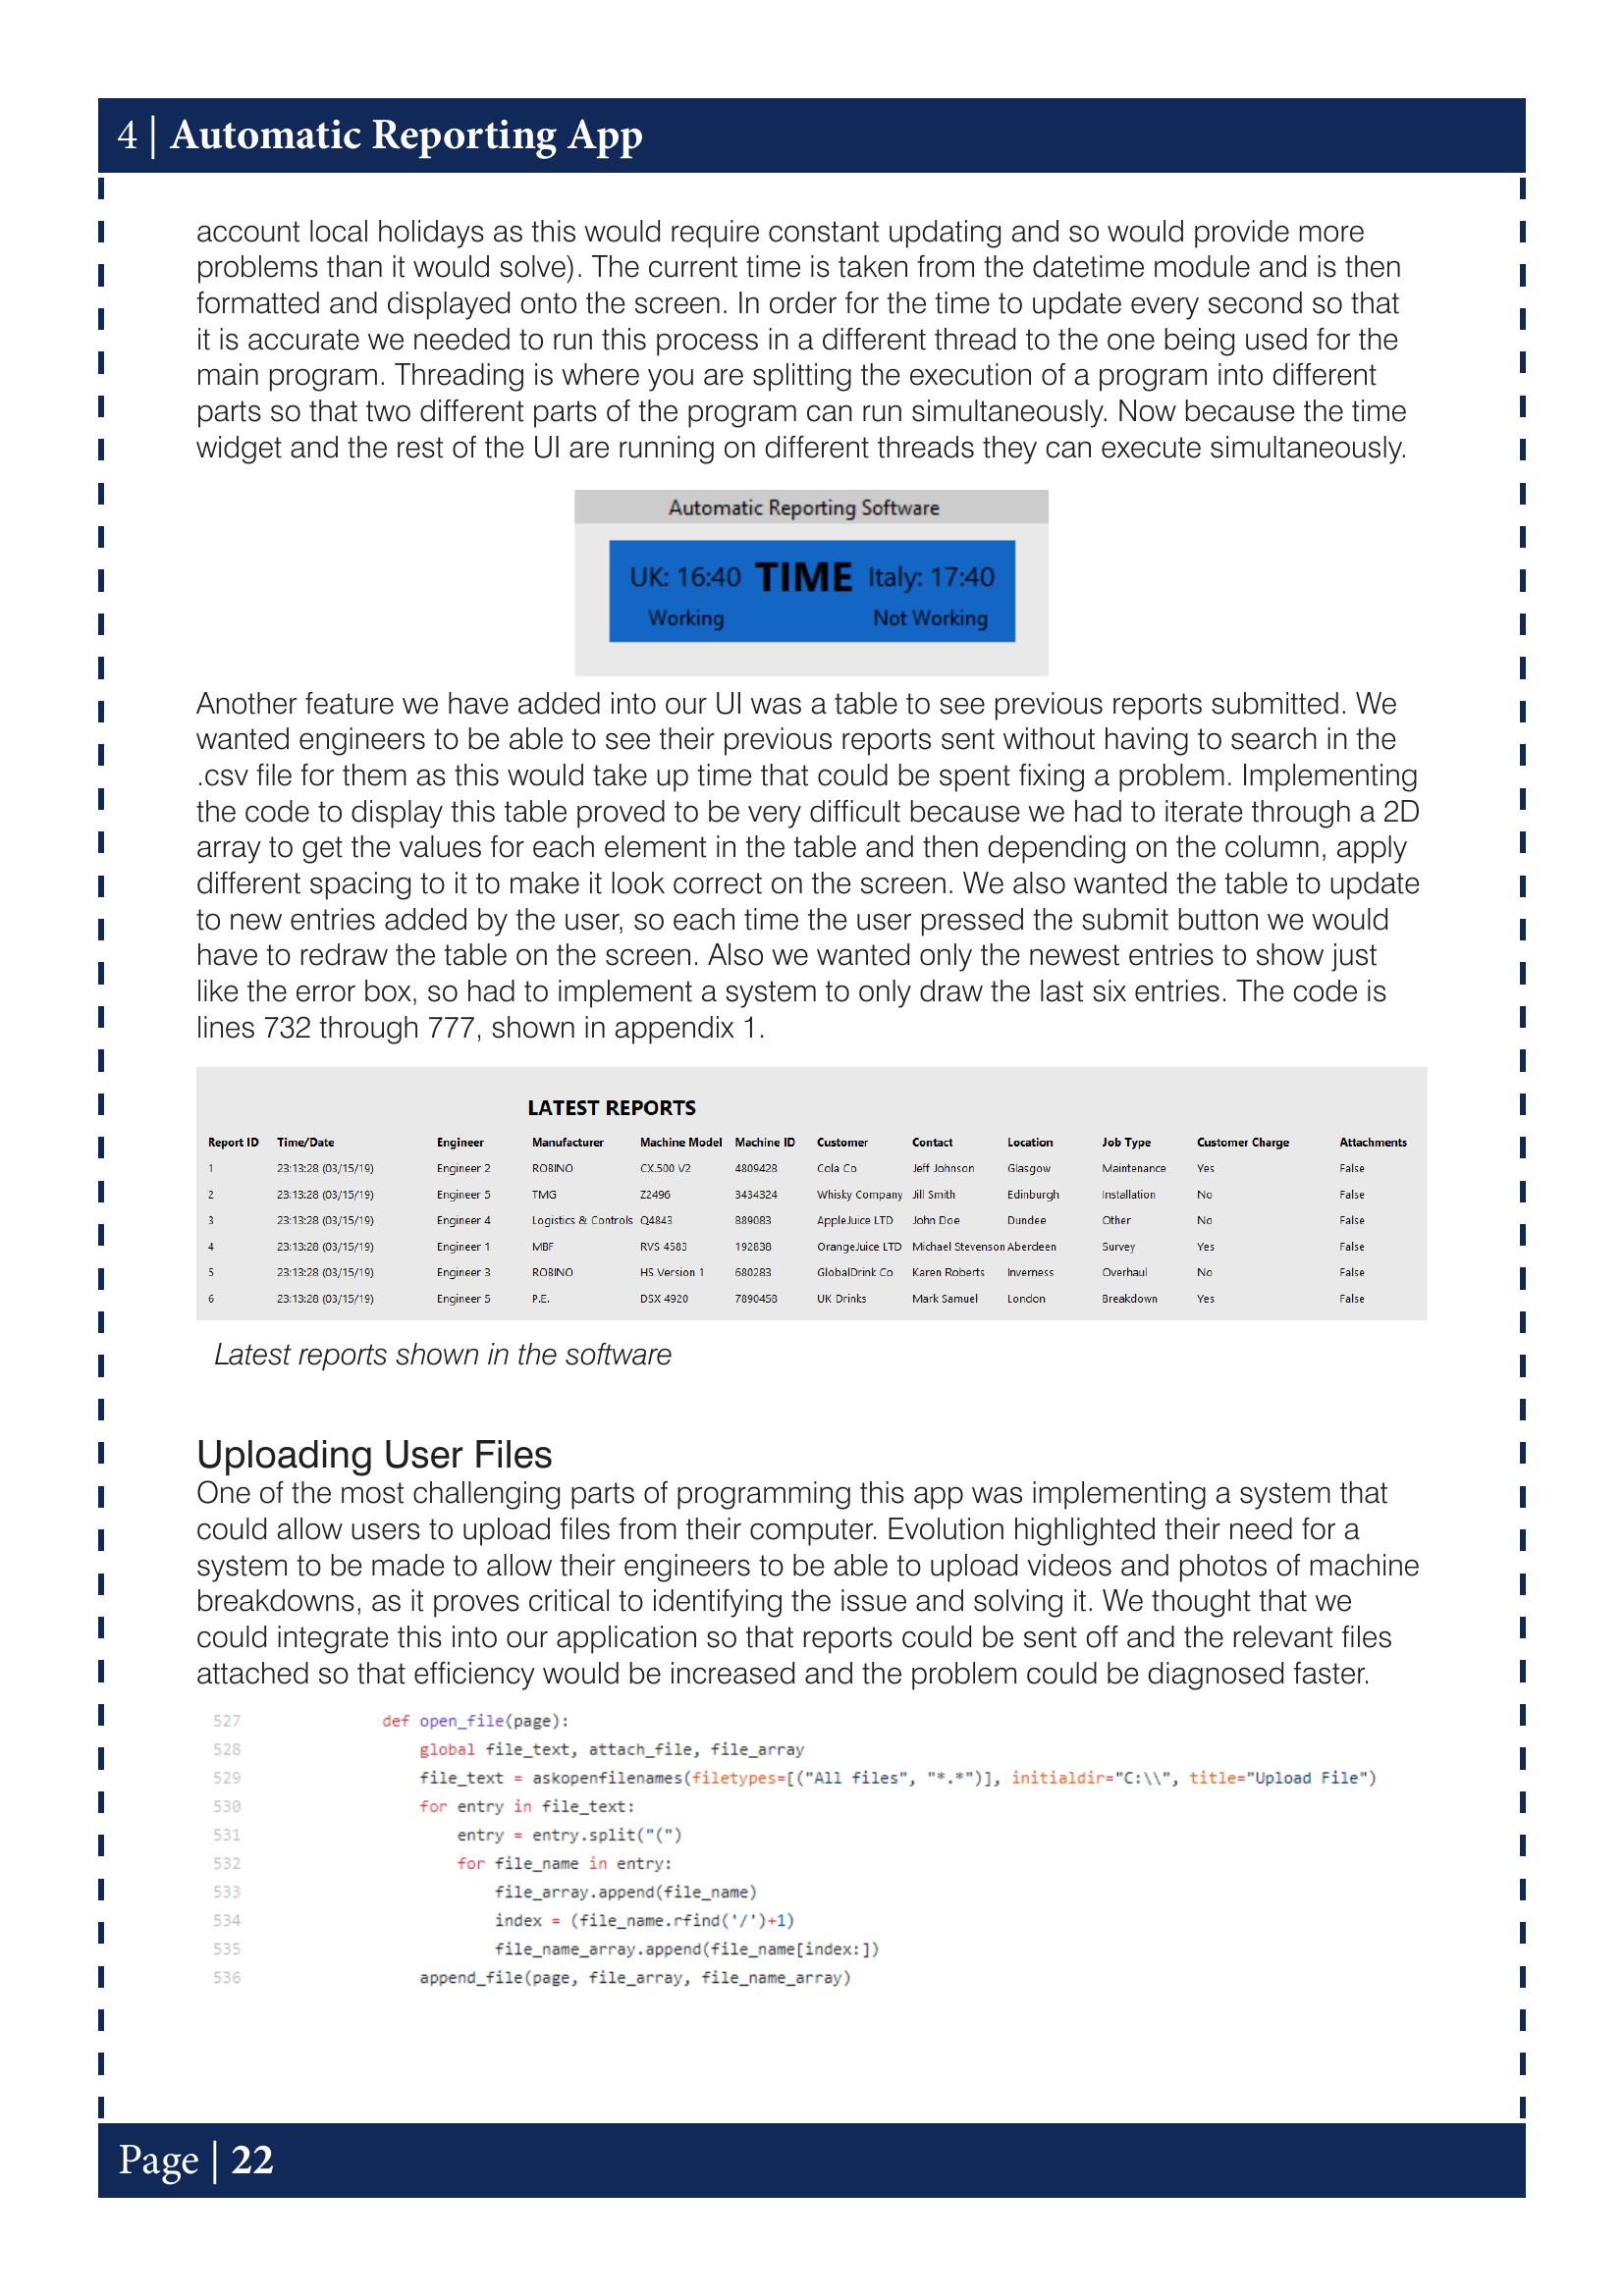 4 | Automatic Reporting App
account local holidays as this would require constant updating and so would provide more
problems than it would solve). The current time is taken from the datetime module and is then
formatted and displayed onto the screen. In order for the time to update every second so that
it is accurate we needed to run this process in a different thread to the one being used for the
main program. Threading is where you are splitting the execution of a program into different
parts so that two different parts of the program can run simultaneously. Now because the time
widget and the rest of the UI are running on different threads they can execute simultaneously.
Automatic Reporting Software
UK: 16:40 TIME Italy: 17:40
Working Not Working
Another feature we have added into our UI was a table to see previous reports submitted. We
wanted engineers to be able to see their previous reports sent without having to search in the
.csv file for them as this would take up time that could be spent fixing a problem. Implementing
the code to display this table proved to be very difficult because we had to iterate through a 2D
array to get the values for each element in the table and then depending on the column, apply
different spacing to it to make it look correct on the screen. We also wanted the table to update
to new entries added by the user, so each time the user pressed the submit button we would
have to redraw the table on the screen. Also we wanted only the newest entries to show just
like the error box, so had to implement a system to only draw the last six entries. The code is
lines 732 through 777, shown in appendix 1.
LATEST REPORTS
Report ID Time/Date Engineer Manufacturer Machine Model Machine ID Customer Contact Location Job Type Customer Charge Attachments
1 23:13:28 (03/15/19) Engineer 2 ROBINO CX.500 V2 4809428 Cola Co Jeff Johnson Glasgow Maintenance Yes False
2 23:13:28 (03/15/19) Engineer 5 TMG Z2496 3434324 Whisky Company Jill Smith Edinburgh Installation No False
3 23:13:28 (03/15/19) Engineer 4 Logistics & Controls Q4843 889083 AppleJuice LTD John Doe Dundee Other No False
4 23:13:28 (03/15/19) Engineer 1 MBF RVS 4583 192838 OrangeJuice LTD Michael Stevenson Aberdeen Survey Yes False
5 23:13:28 (03/15/19) Engineer 3 ROBINO HS Version 1 680283 GlobalDrink Co Karen Roberts Inverness Overhaul No False
6 23:13:28 (03/15/19) Engineer 5 P.E. DSX 4920 7890458 UK Drinks Mark Samuel London Breakdown Yes False
Latest reports shown in the software
Uploading User Files
One of the most challenging parts of programming this app was implementing a system that
could allow users to upload files from their computer. Evolution highlighted their need for a
system to be made to allow their engineers to be able to upload videos and photos of machine
breakdowns, as it proves critical to identifying the issue and solving it. We thought that we
could integrate this into our application so that reports could be sent off and the relevant files
attached so that efficiency would be increased and the problem could be diagnosed faster.
527 def open_file(page):
528 global file_text, attach_file, file_array
529 file_text = askopenfilenames(filetypes=[("All files", "*.*")], initialdir="C:\\", title="Upload File")
530 for entry in file_text:
531 entry = entry.split("(")
532 for file_name in entry:
533 file_array.append(file_name)
534 index = (file_name.rfind('/')+1)
535 file_name_array.append(file_name[index:])
536 append_file(page, file_array, file_name_array)
Page | 22